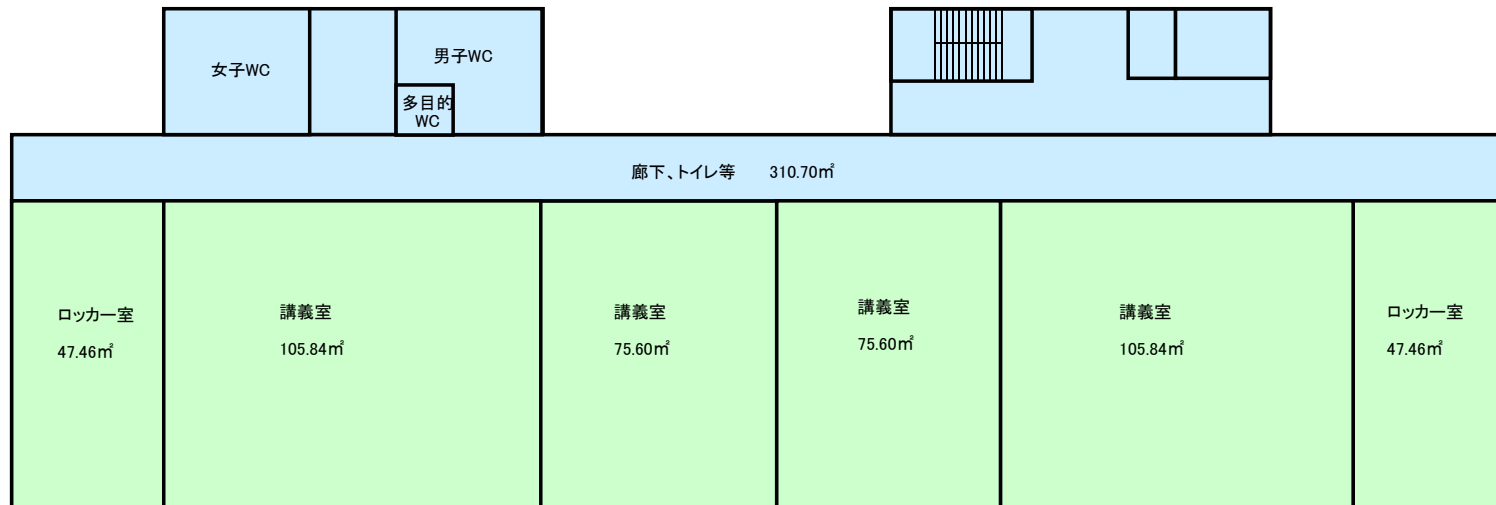 女子WC
男子WC
多目的
WC
廊下、トイレ等 310.70㎡
ロッカー室
47.46㎡
講義室
105.84㎡
講義室
75.60㎡
講義室
75.60㎡
講義室
105.84㎡
ロッカー室
47.46㎡